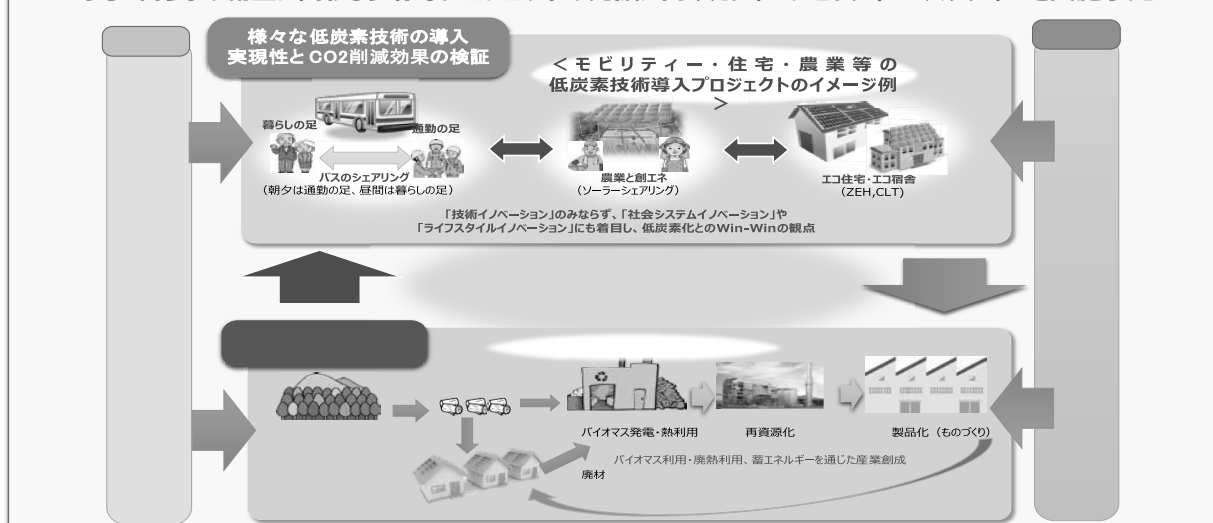 様々な低炭素技術の導入
実現性とCO2削減効果の検証
＜モビリティー・住宅・農業等の
低炭素技術導入プロジェクトのイメージ例
＞
暮らしの足
通勤の足
バスのシェアリング
（朝夕は通勤の足、昼間は暮らしの足）
農業と創エネ
（ソーラーシェアリング）
エコ住宅・エコ宿舎
（ZEH,CLT）
「技術イノベーション」のみならず、「社会システムイノベーション」や
「ライフスタイルイノベーション」にも着目し、低炭素化とのWin-Winの観点
バイオマス発電・熱利用
再資源化
製品化（ものづくり）
バイオマス利用・廃熱利用、蓄エネルギーを通じた産業創成
廃材